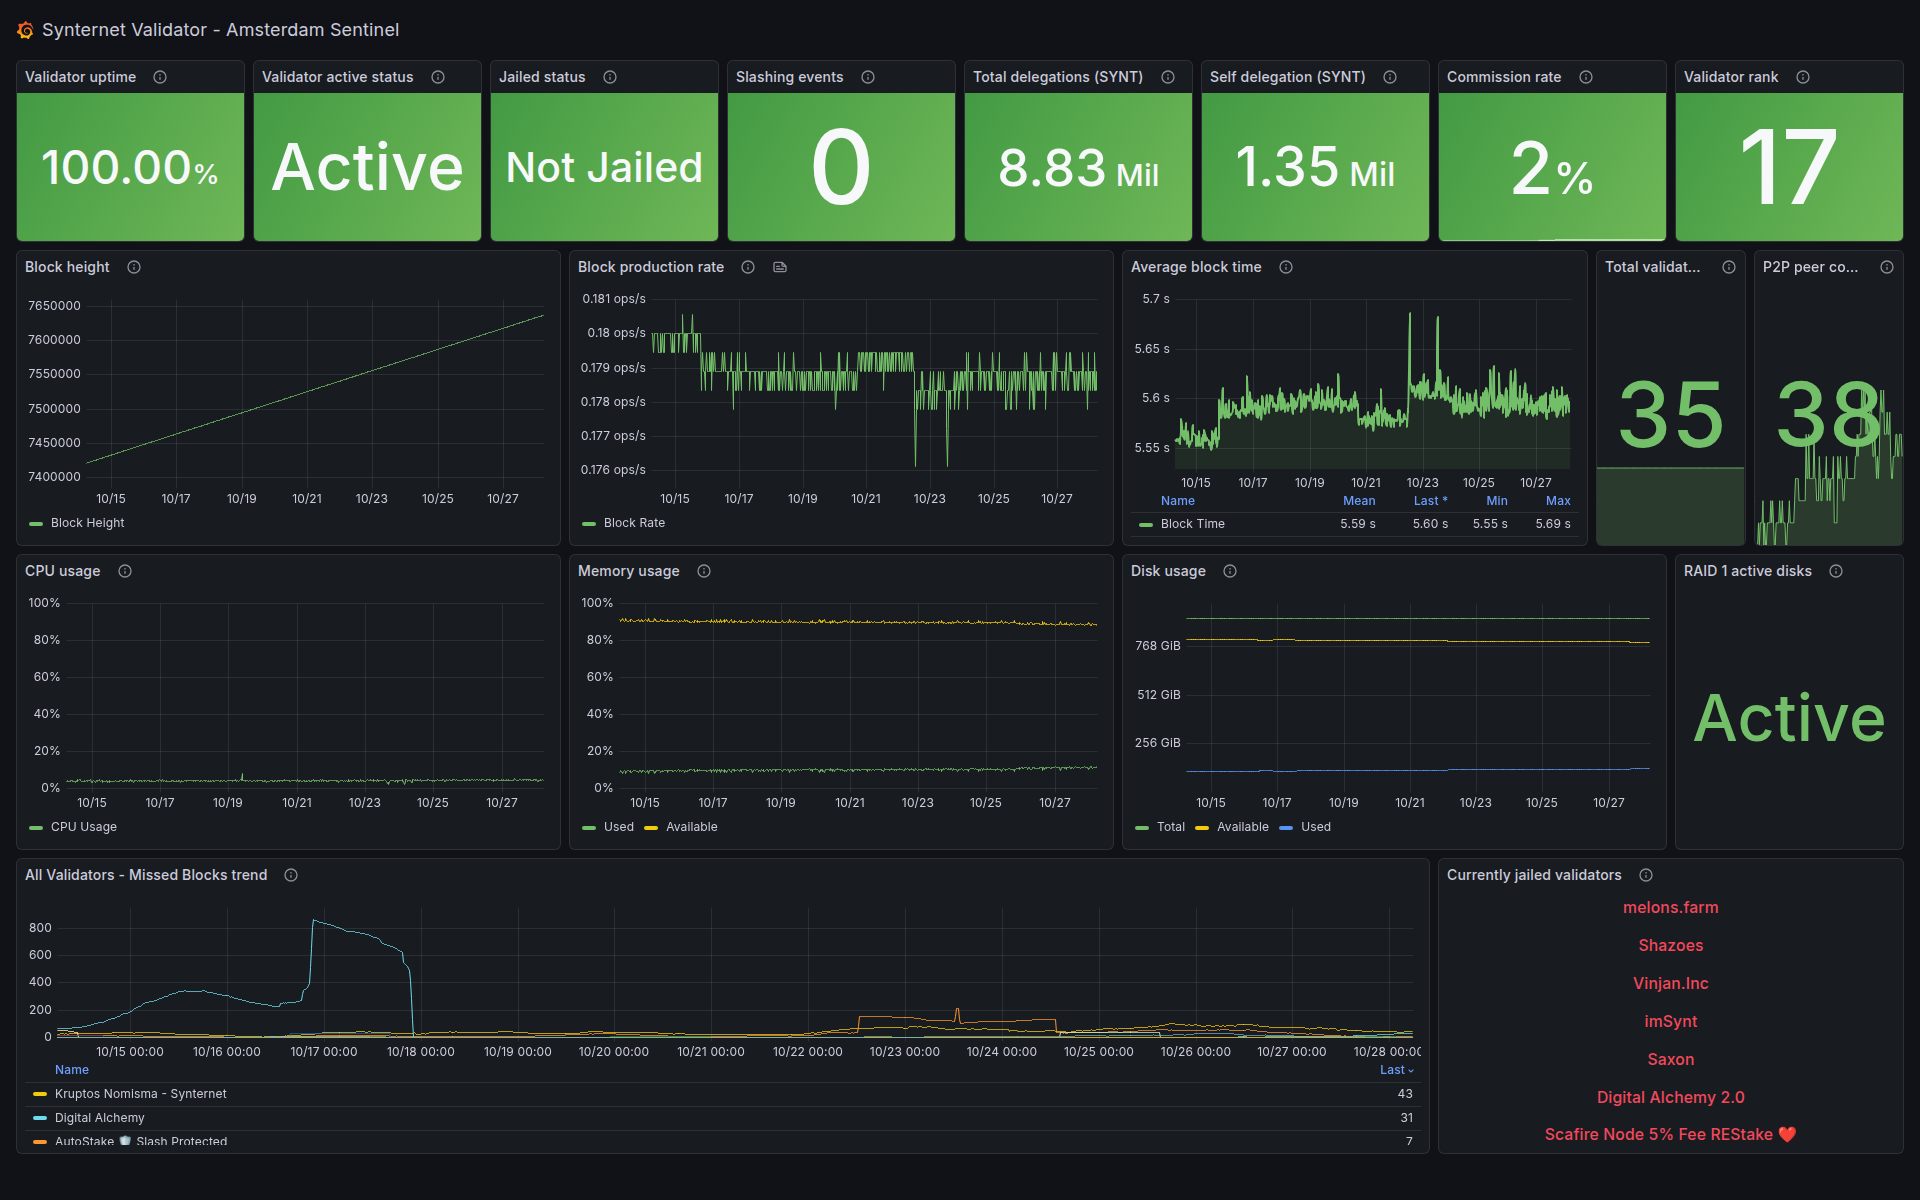 Synternet Validator - Amsterdam Sentinel
Validator uptime
Validator active status
Jailed status
Slashing events
Total delegations (SYNT)
Self delegation (SYNT)
Commission rate
Validator rank
100.00%
Active
Not Jailed
0
8.83 Mil
1.35 Mil
2%
17
Block height
7650000
7600000
7550000
7500000
7450000
7400000
10/15 10/17 10/19 10/21 10/23 10/25 10/27
Block Height
Block production rate
0.181 ops/s
0.18 ops/s
0.179 ops/s
0.178 ops/s
0.177 ops/s
0.176 ops/s
10/15 10/17 10/19 10/21 10/23 10/25 10/27
Block Rate
Average block time
5.7 s
5.65 s
5.6 s
5.55 s
10/15 10/17 10/19 10/21 10/23 10/25 10/27
Name Mean Last * Min Max
Block Time 5.59 s 5.60 s 5.55 s 5.69 s
Total validat...
35
P2P peer co...
38
CPU usage
100%
80%
60%
40%
20%
0%
10/15 10/17 10/19 10/21 10/23 10/25 10/27
CPU Usage
Memory usage
100%
80%
60%
40%
20%
0%
10/15 10/17 10/19 10/21 10/23 10/25 10/27
Used Available
Disk usage
768 GiB
512 GiB
256 GiB
10/15 10/17 10/19 10/21 10/23 10/25 10/27
Total Available Used
RAID 1 active disks
Active
All Validators - Missed Blocks trend
800
600
400
200
0
10/15 00:00 10/16 00:00 10/17 00:00 10/18 00:00 10/19 00:00 10/20 00:00 10/21 00:00 10/22 00:00 10/23 00:00 10/24 00:00 10/25 00:00 10/26 00:00 10/27 00:00 10/28 00:00
Name Last
Kruptos Nomisma - Synternet 43
Digital Alchemy 31
AutoStake 🛡️ Slash Protected 7
Currently jailed validators
melons.farm
Shazoes
Vinjan.Inc
imSynt
Saxon
Digital Alchemy 2.0
Scafire Node 5% Fee REStake ❤️